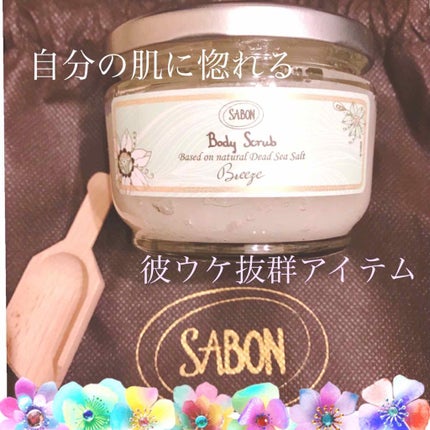 自分の肌に惚れる
SABON
Body Scrub
Based on natural Dead Sea Salt
Breeze
彼ウケ抜群アイテム
SABON